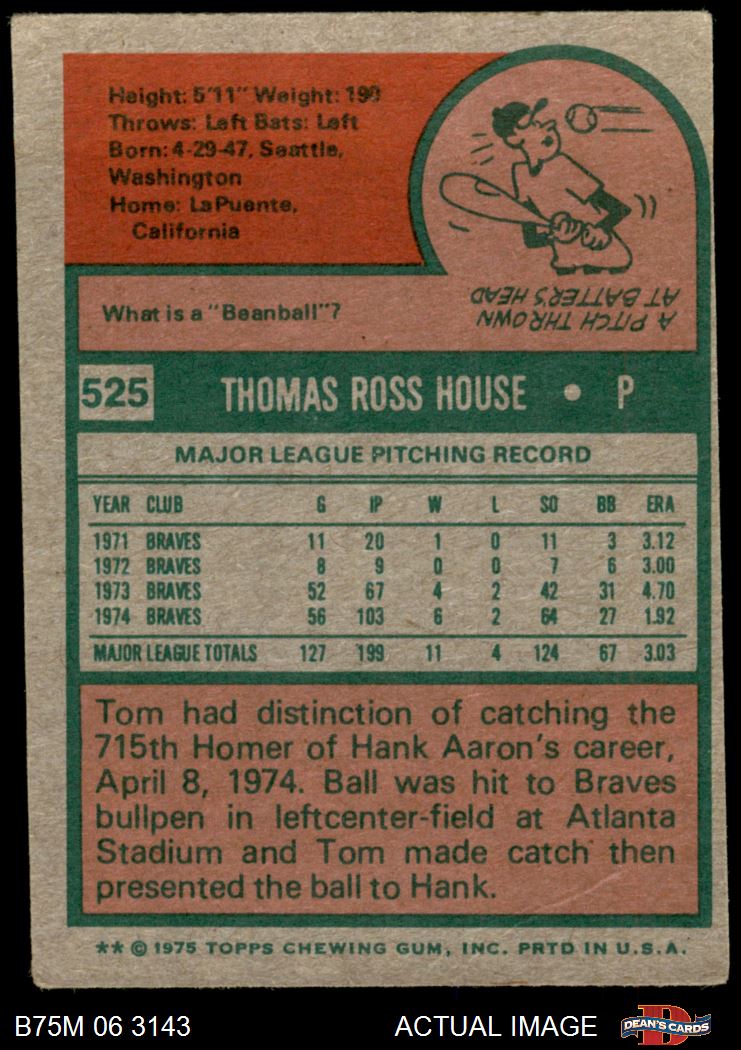 Height: 5'11" Weight: 190
Throws: Left Bats: Left
Born: 4-29-47, Seattle,
Washington
Home: LaPuente,
California
What is a "Beanball"?
A PITCH THROWN
AT BATTER'S HEAD
525 THOMAS ROSS HOUSE • P
MAJOR LEAGUE PITCHING RECORD
YEAR CLUB G IP W L SO BB ERA
1971 BRAVES 11 20 1 0 11 3 3.12
1972 BRAVES 8 9 0 0 7 6 3.00
1973 BRAVES 52 67 4 2 42 31 4.70
1974 BRAVES 56 103 6 2 64 27 1.92
MAJOR LEAGUE TOTALS 127 199 11 4 124 67 3.03
Tom had distinction of catching the
715th Homer of Hank Aaron's career,
April 8, 1974. Ball was hit to Braves
bullpen in leftcenter-field at Atlanta
Stadium and Tom made catch then
presented the ball to Hank.
** © 1975 TOPPS CHEWING GUM, INC. PRTD IN U.S.A.
B75M 06 3143 ACTUAL IMAGE
D
DEAN'S CARDS